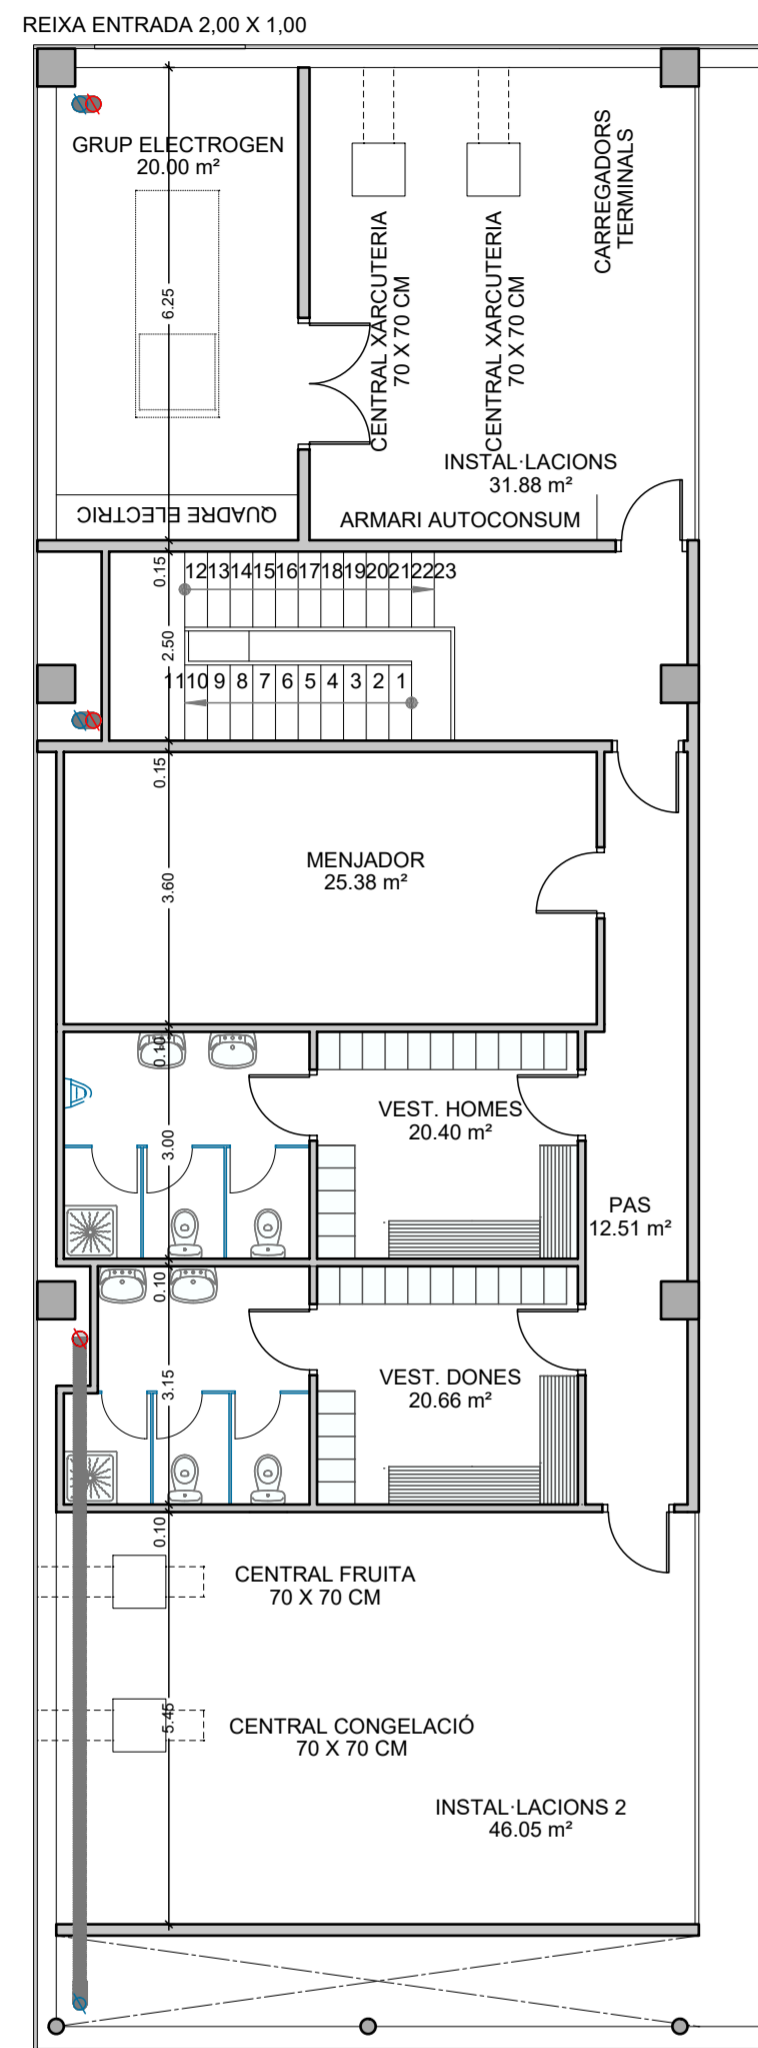 REIXA ENTRADA 2,00 X 1,00
GRUP ELECTROGEN
20.00 m²
CARREGADORS
TERMINALS
CENTRAL XARCUTERIA
70 X 70 CM
CENTRAL XARCUTERIA
70 X 70 CM
6.25
INSTAL·LACIONS
31.88 m²
QUADRE ELECTRIC
ARMARI AUTOCONSUM
0.15
12 13 14 15 16 17 18 19 20 21 22 23
2.50
11 10 9 8 7 6 5 4 3 2 1
0.15
MENJADOR
25.38 m²
3.60
0.10
VEST. HOMES
20.40 m²
3.00
PAS
12.51 m²
0.10
VEST. DONES
20.66 m²
3.15
0.10
CENTRAL FRUITA
70 X 70 CM
5.45
CENTRAL CONGELACIÓ
70 X 70 CM
INSTAL·LACIONS 2
46.05 m²